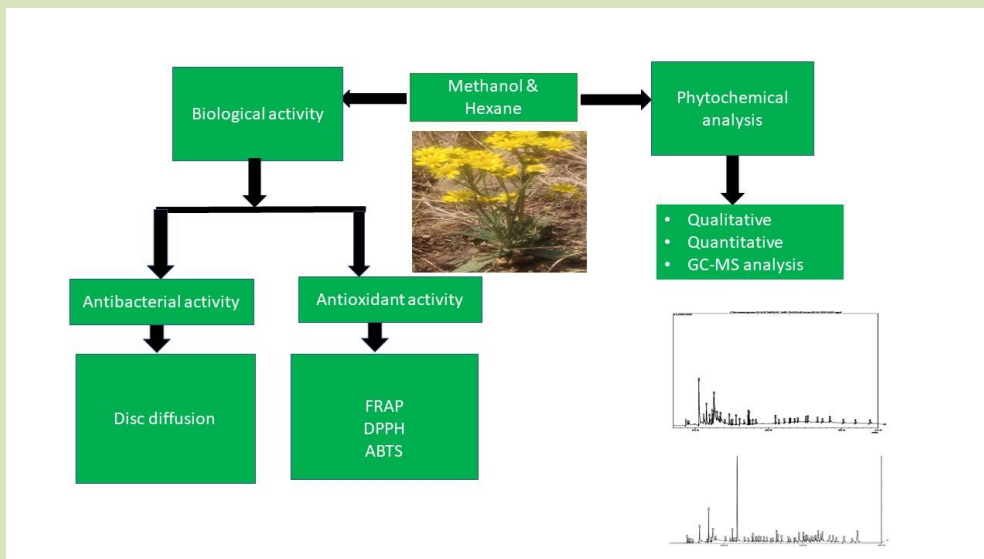 Methanol &
Hexane
Biological activity
Phytochemical
analysis
• Qualitative
• Quantitative
• GC-MS analysis
Antibacterial activity
Antioxidant activity
Disc diffusion
FRAP
DPPH
ABTS